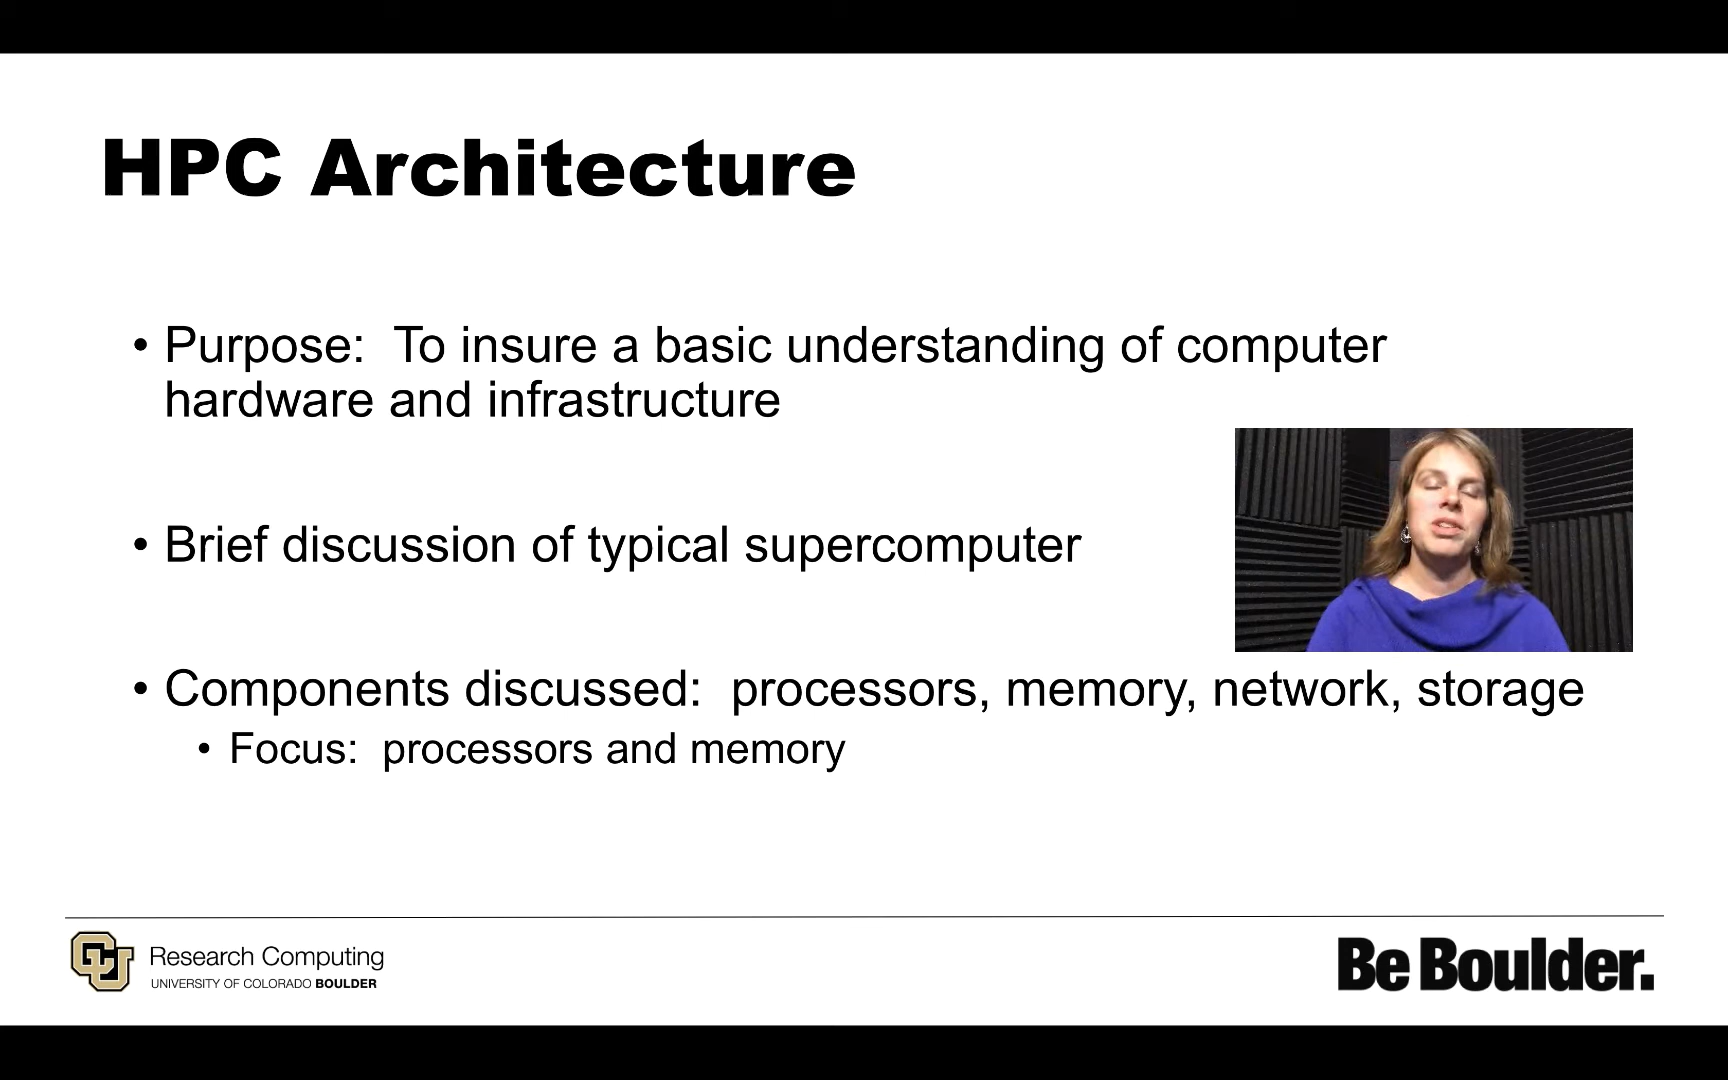 HPC Architecture
• Purpose:  To insure a basic understanding of computer
hardware and infrastructure
• Brief discussion of typical supercomputer
• Components discussed:  processors, memory, network, storage
• Focus:  processors and memory
CU
Research Computing
UNIVERSITY OF COLORADO BOULDER
Be Boulder.